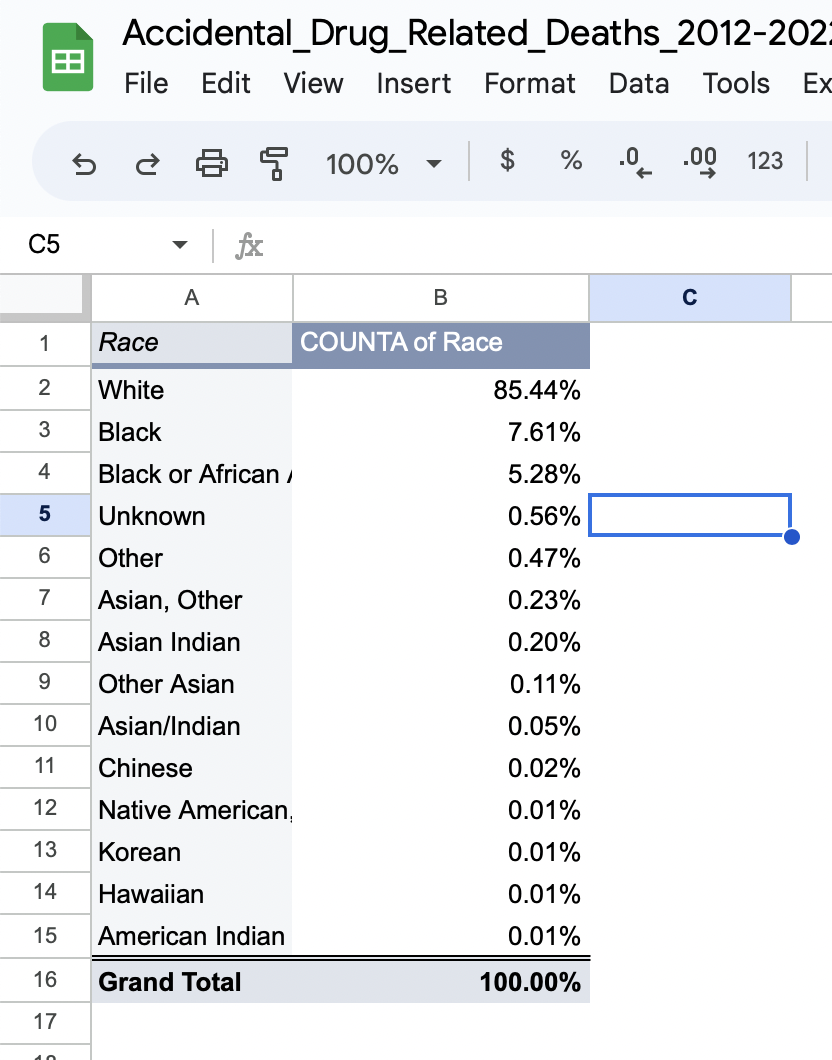 Accidental_Drug_Related_Deaths_2012-202
File Edit View Insert Format Data Tools Ex
100% $ % .0 .00 123
C5 fx
A B C
1 Race COUNTA of Race
2 White 85.44%
3 Black 7.61%
4 Black or African 5.28%
5 Unknown 0.56%
6 Other 0.47%
7 Asian, Other 0.23%
8 Asian Indian 0.20%
9 Other Asian 0.11%
10 Asian/Indian 0.05%
11 Chinese 0.02%
12 Native American, 0.01%
13 Korean 0.01%
14 Hawaiian 0.01%
15 American Indian 0.01%
16 Grand Total 100.00%
17